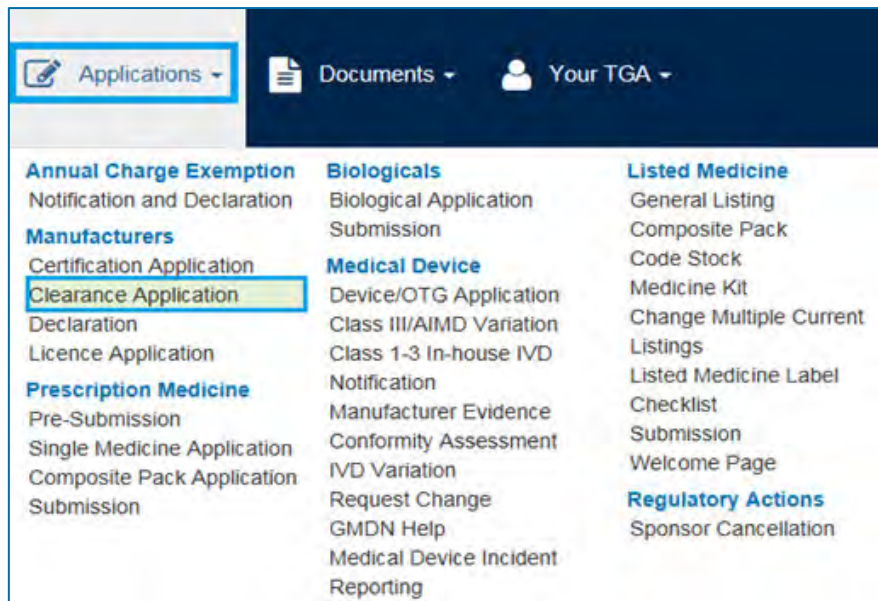 Applications
Documents
Your TGA
Annual Charge Exemption
Notification and Declaration
Manufacturers
Certification Application
Clearance Application
Declaration
Licence Application
Prescription Medicine
Pre-Submission
Single Medicine Application
Composite Pack Application
Submission
Biologicals
Biological Application
Submission
Medical Device
Device/OTG Application
Class III/AIMD Variation
Class 1-3 In-house IVD
Notification
Manufacturer Evidence
Conformity Assessment
IVD Variation
Request Change
GMDN Help
Medical Device Incident
Reporting
Listed Medicine
General Listing
Composite Pack
Code Stock
Medicine Kit
Change Multiple Current
Listings
Listed Medicine Label
Checklist
Submission
Welcome Page
Regulatory Actions
Sponsor Cancellation